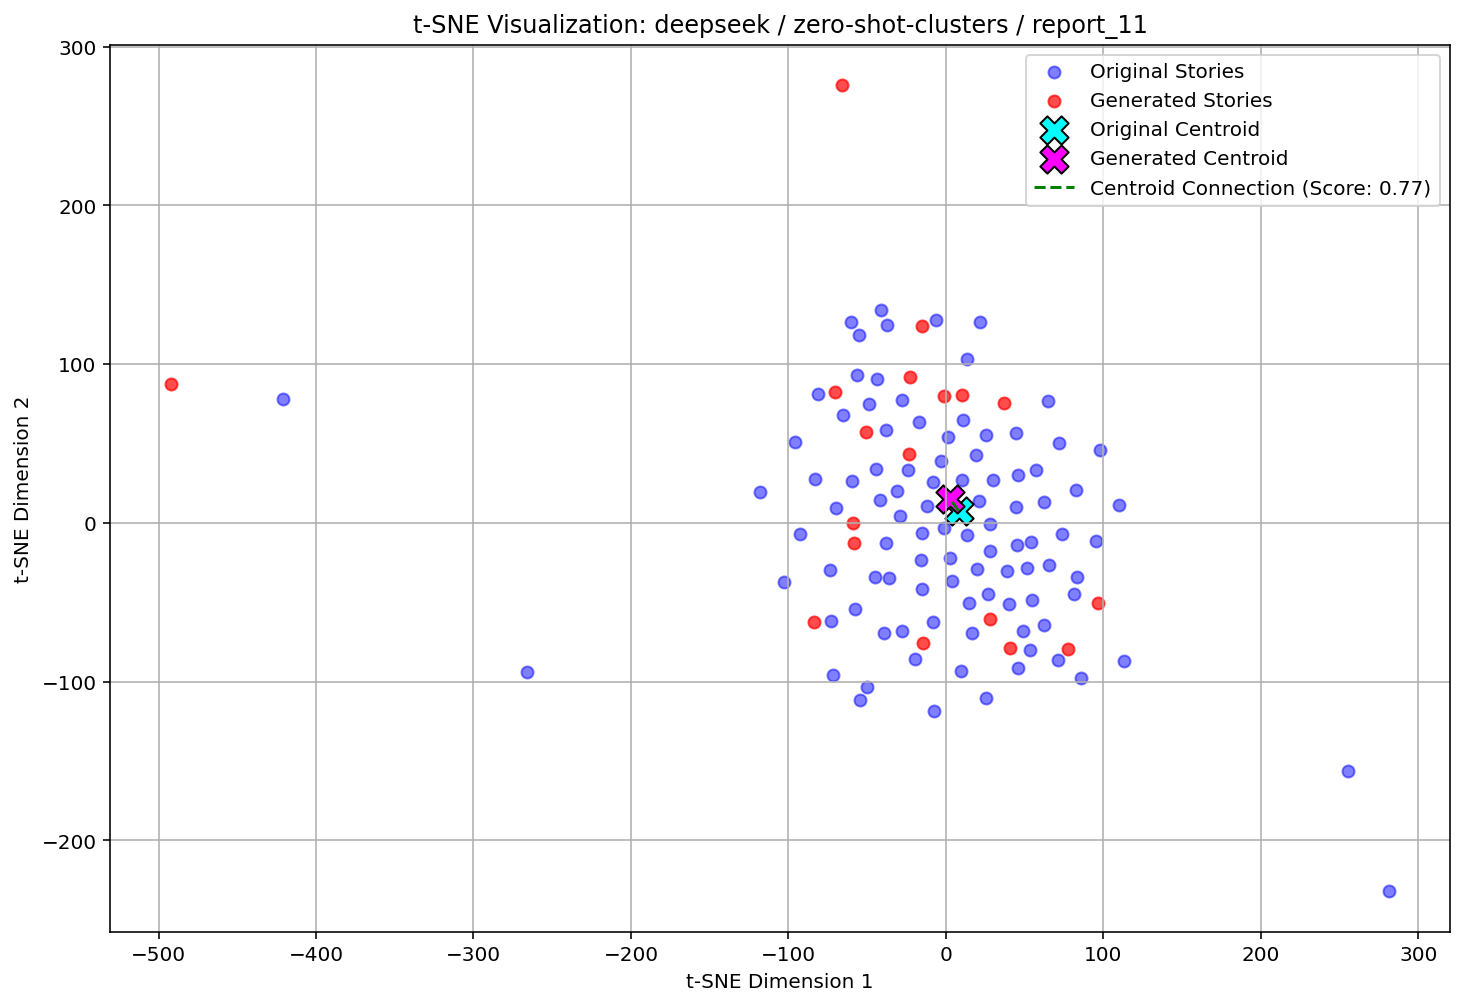 t-SNE Visualization: deepseek / zero-shot-clusters / report_11
Original Stories
Generated Stories
Original Centroid
Generated Centroid
Centroid Connection (Score: 0.77)
t-SNE Dimension 2
300
200
100
0
−100
−200
−500
−400
−300
−200
−100
0
100
200
300
t-SNE Dimension 1